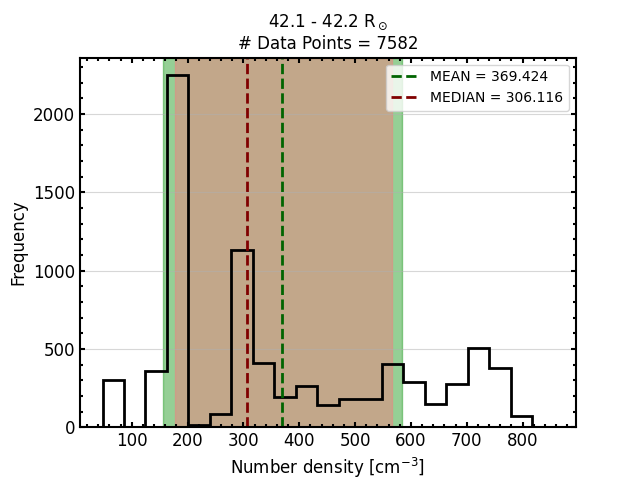 42.1 - 42.2 R⊙
# Data Points = 7582
MEAN = 369.424
MEDIAN = 306.116
Frequency
2000
1500
1000
500
0
100 200 300 400 500 600 700 800
Number density [cm⁻³]